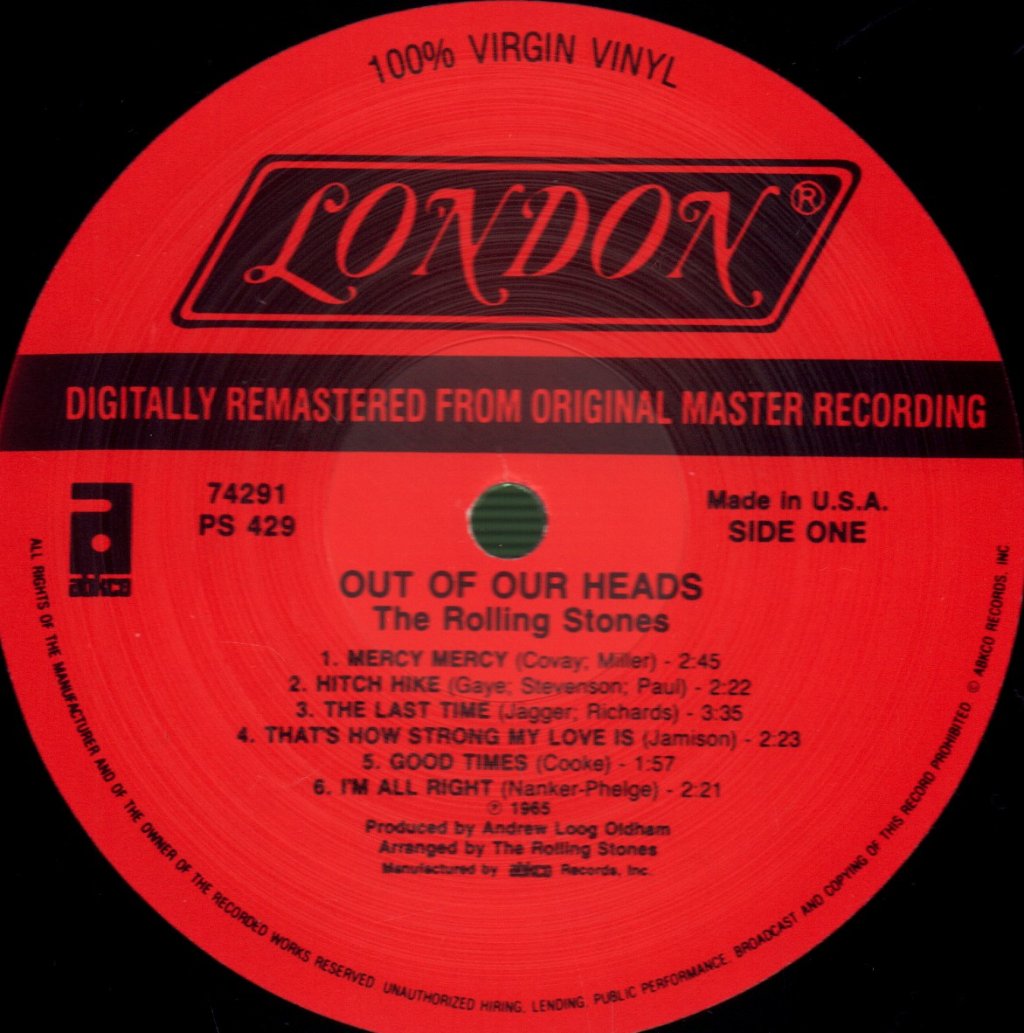 100% VIRGIN VINYL
LONDON®
DIGITALLY REMASTERED FROM ORIGINAL MASTER RECORDING
abkco
74291
PS 429
Made in U.S.A.
SIDE ONE
OUT OF OUR HEADS
The Rolling Stones
1. MERCY MERCY (Covay; Miller) - 2:45
2. HITCH HIKE (Gaye; Stevenson; Paul) - 2:22
3. THE LAST TIME (Jagger; Richards) - 3:35
4. THAT'S HOW STRONG MY LOVE IS (Jamison) - 2:23
5. GOOD TIMES (Cooke) - 1:57
6. I'M ALL RIGHT (Nanker-Phelge) - 2:21
℗ 1965
Produced by Andrew Loog Oldham
Arranged by The Rolling Stones
Manufactured by abkco Records, Inc.
ALL RIGHTS OF THE MANUFACTURER AND OF THE OWNER OF THE RECORDED WORKS RESERVED. UNAUTHORIZED HIRING, LENDING, PUBLIC PERFORMANCE, BROADCAST AND COPYING OF THIS RECORD PROHIBITED © ABKCO RECORDS, INC.